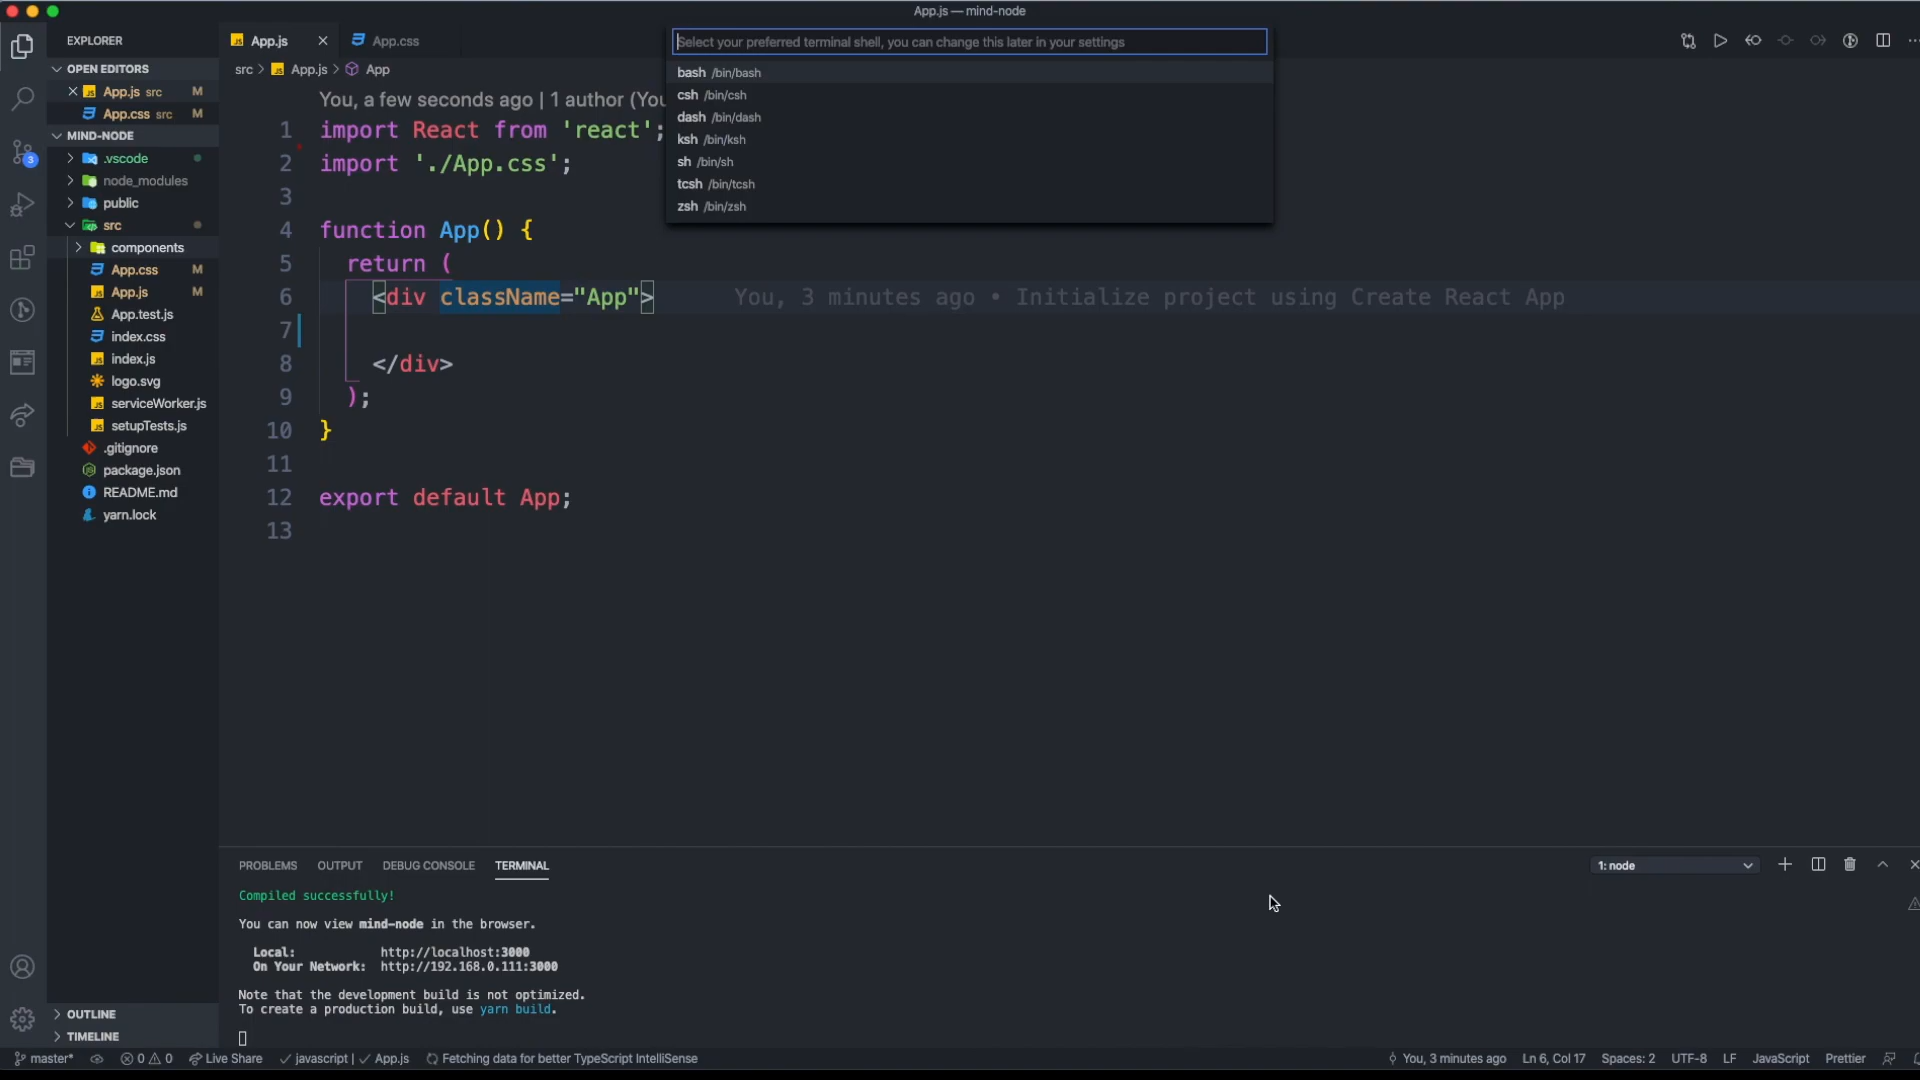 App.js — mind-node
EXPLORER
OPEN EDITORS
App.js src M
App.css src M
MIND-NODE
.vscode
node_modules
public
src
components
App.css M
App.js M
App.test.js
index.css
index.js
logo.svg
serviceWorker.js
setupTests.js
.gitignore
package.json
README.md
yarn.lock
OUTLINE
TIMELINE
3
App.js
App.css
src > App.js > App
Select your preferred terminal shell, you can change this later in your settings
bash /bin/bash
csh /bin/csh
dash /bin/dash
ksh /bin/ksh
sh /bin/sh
tcsh /bin/tcsh
zsh /bin/zsh
You, a few seconds ago | 1 author (You
1 import React from 'react';
2 import './App.css';
3
4 function App() {
5 return (
6 <div className="App"> You, 3 minutes ago • Initialize project using Create React App
7
8 </div>
9 );
10 }
11
12 export default App;
13
PROBLEMS OUTPUT DEBUG CONSOLE TERMINAL
1: node
Compiled successfully!
You can now view mind-node in the browser.
Local: http://localhost:3000
On Your Network: http://192.168.0.111:3000
Note that the development build is not optimized.
To create a production build, use yarn build.
master* 0 0 Live Share javascript | App.js Fetching data for better TypeScript IntelliSense
You, 3 minutes ago Ln 6, Col 17 Spaces: 2 UTF-8 LF JavaScript Prettier